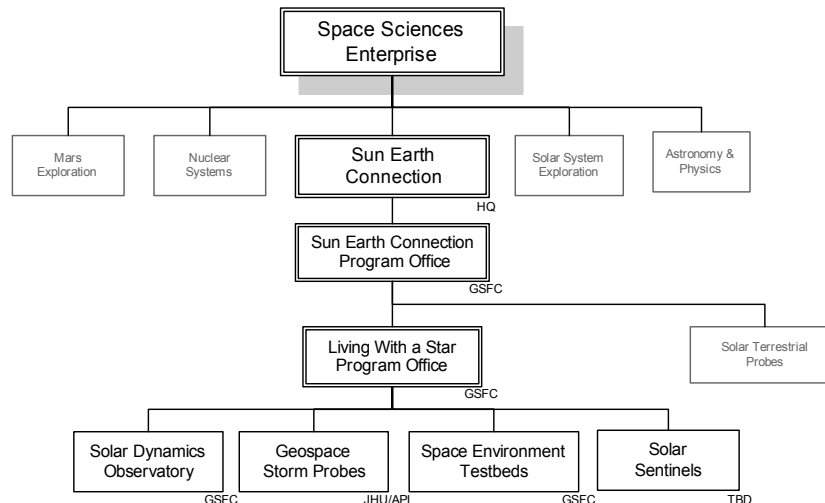 Space Sciences
Enterprise
Mars
Exploration
Nuclear
Systems
Sun Earth
Connection
Solar System
Exploration
Astronomy &
Physics
HQ
Sun Earth Connection
Program Office
GSFC
Living With a Star
Program Office
Solar Terrestrial
Probes
GSFC
Solar Dynamics
Observatory
Geospace
Storm Probes
Space Environment
Testbeds
Solar
Sentinels
GSFC
JHU/APL
GSFC
TBD